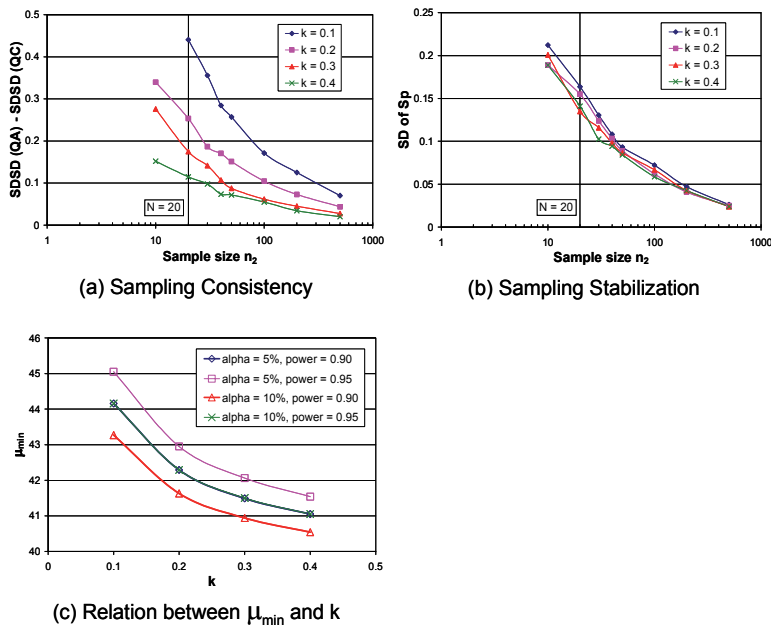 SDSD (QA) - SDSD (QC)
0.5
0.4
0.3
0.2
0.1
0
k = 0.1
k = 0.2
k = 0.3
k = 0.4
N = 20
1 10 100 1000
Sample size n₂
(a) Sampling Consistency
SD of Sp
0.25
0.2
0.15
0.1
0.05
0
k = 0.1
k = 0.2
k = 0.3
k = 0.4
N = 20
1 10 100 1000
Sample size n₂
(b) Sampling Stabilization
μmin
46
45
44
43
42
41
40
alpha = 5%, power = 0.90
alpha = 5%, power = 0.95
alpha = 10%, power = 0.90
alpha = 10%, power = 0.95
0 0.1 0.2 0.3 0.4 0.5
k
(c) Relation between μmin and k